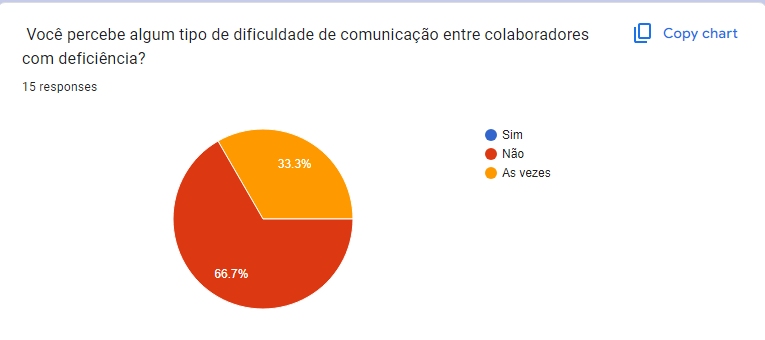 Você percebe algum tipo de dificuldade de comunicação entre colaboradores
com deficiência?
Copy chart
15 responses
Sim
Não
As vezes
33.3%
66.7%